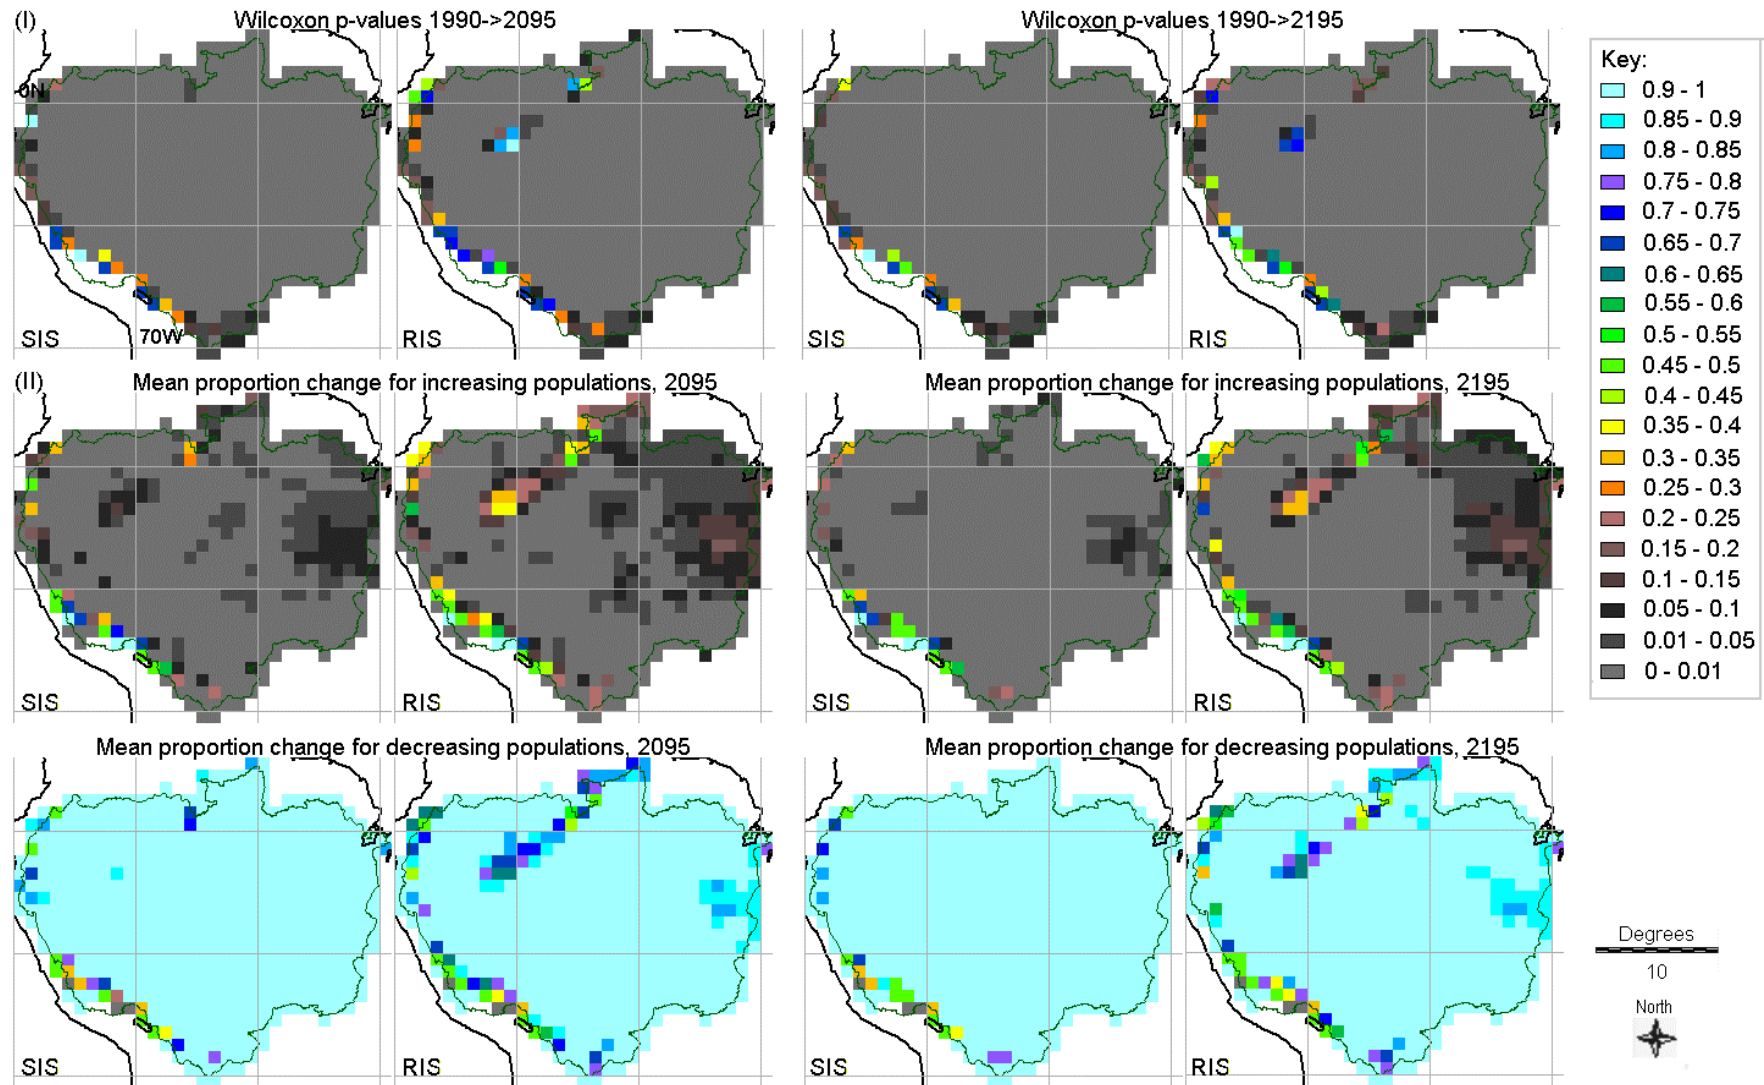 (I)
Wilcoxon p-values 1990->2095
Wilcoxon p-values 1990->2195
0N
70W
SIS
RIS
SIS
RIS
(II)
Mean proportion change for increasing populations, 2095
Mean proportion change for increasing populations, 2195
SIS
RIS
SIS
RIS
Mean proportion change for decreasing populations, 2095
Mean proportion change for decreasing populations, 2195
SIS
RIS
SIS
RIS
Key:
0.9 - 1
0.85 - 0.9
0.8 - 0.85
0.75 - 0.8
0.7 - 0.75
0.65 - 0.7
0.6 - 0.65
0.55 - 0.6
0.5 - 0.55
0.45 - 0.5
0.4 - 0.45
0.35 - 0.4
0.3 - 0.35
0.25 - 0.3
0.2 - 0.25
0.15 - 0.2
0.1 - 0.15
0.05 - 0.1
0.01 - 0.05
0 - 0.01
Degrees
10
North